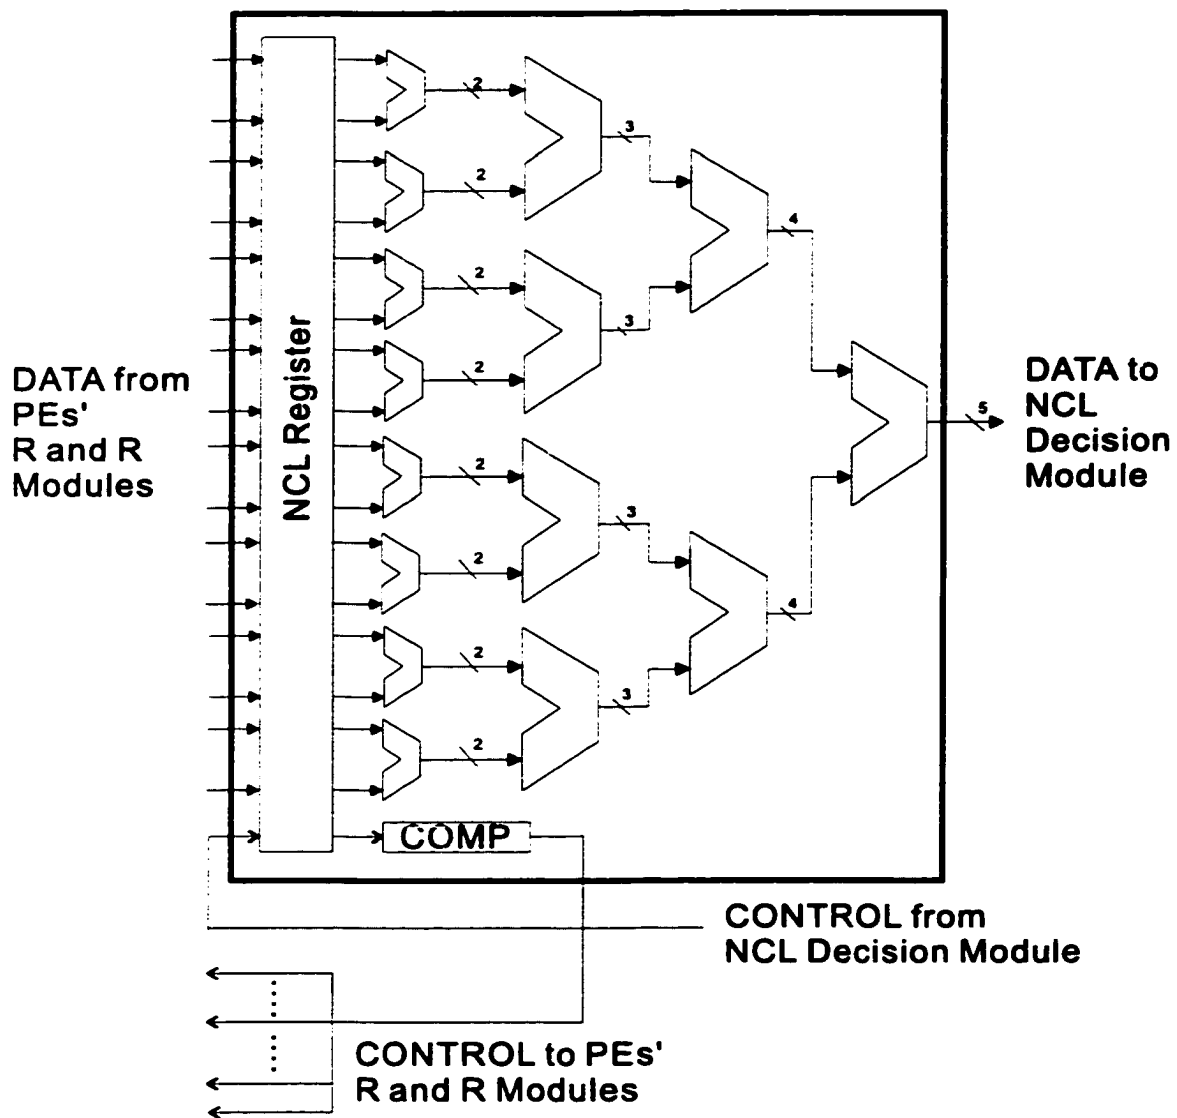 2
3
2
4
2
3
2
DATA from
PEs'
R and R
Modules
NCL Register
5
DATA to
NCL
Decision
Module
2
3
2
4
2
3
2
COMP
CONTROL from
NCL Decision Module
CONTROL to PEs'
R and R Modules